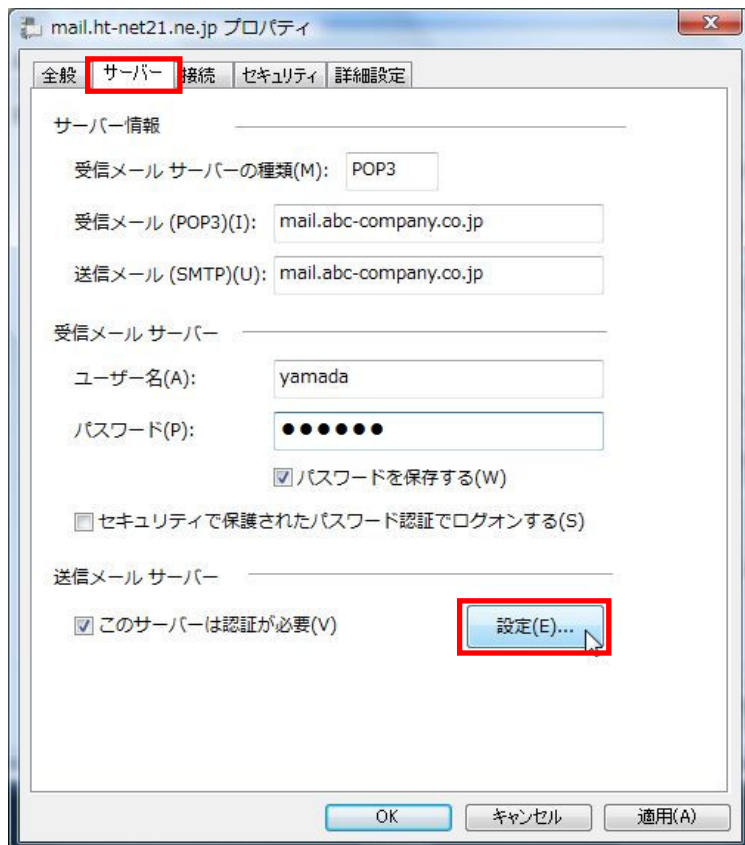 mail.ht-net21.ne.jp プロパティ
全般 サーバー 接続 セキュリティ 詳細設定
サーバー情報
受信メール サーバーの種類(M): POP3
受信メール (POP3)(I): mail.abc-company.co.jp
送信メール (SMTP)(U): mail.abc-company.co.jp
受信メール サーバー
ユーザー名(A): yamada
パスワード(P): ●●●●●●
パスワードを保存する(W)
セキュリティで保護されたパスワード認証でログオンする(S)
送信メール サーバー
このサーバーは認証が必要(V) 設定(E)...
OK キャンセル 適用(A)